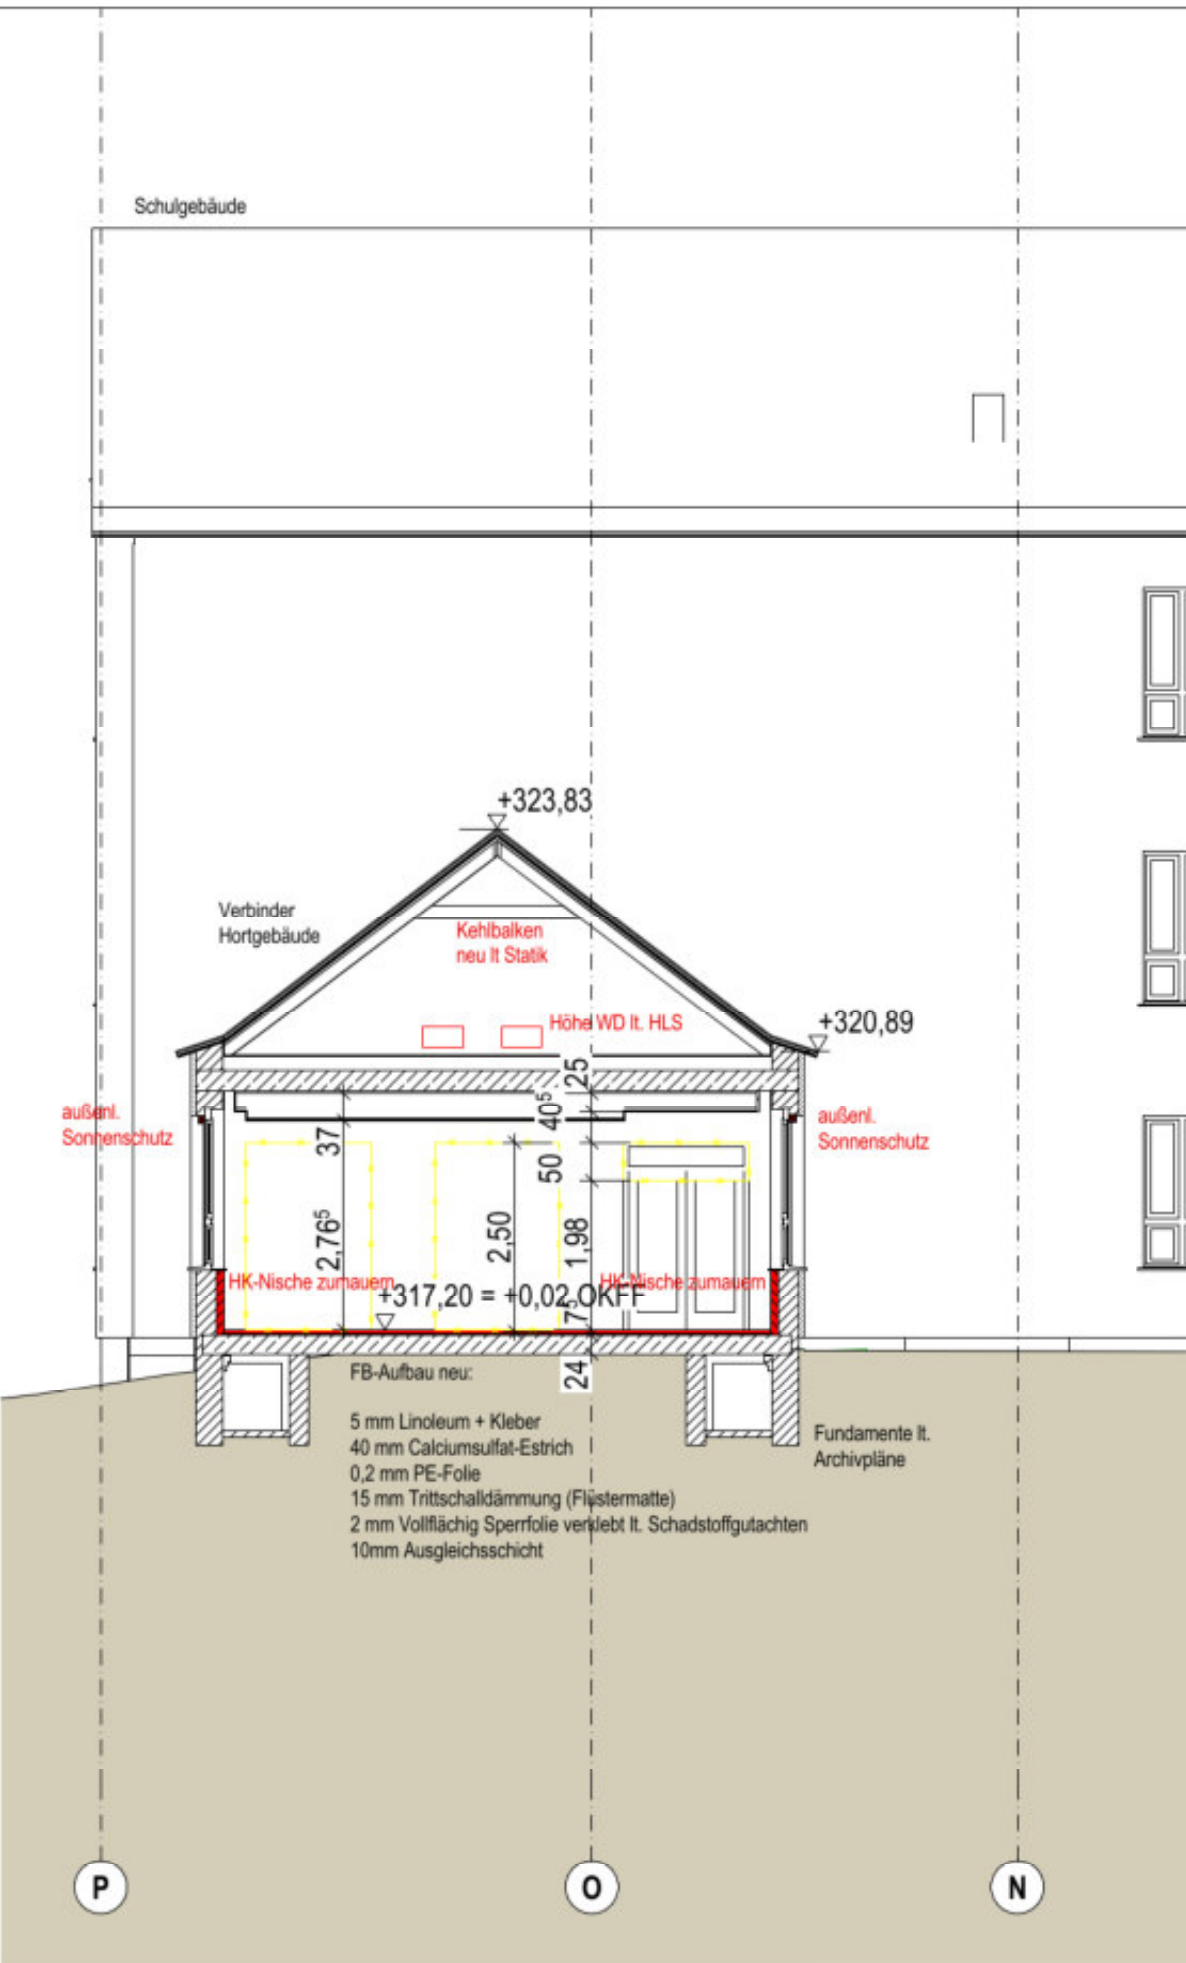 Schulgebäude
+323,83
Verbinder
Hortgebäude
Kehlbalken
neu lt Statik
Höhe WD lt. HLS
+320,89
25
40⁵
außenl.
Sonnenschutz
außenl.
Sonnenschutz
37
50
2,76⁵
2,50
1,98
HK-Nische zumauern
HK-Nische zumauern
+317,20 = +0,02 OKFF
7⁵
24
FB-Aufbau neu:
5 mm Linoleum + Kleber
40 mm Calciumsulfat-Estrich
0,2 mm PE-Folie
15 mm Trittschalldämmung (Flüstermatte)
2 mm Vollflächig Sperrfolie verklebt lt. Schadstoffgutachten
10mm Ausgleichsschicht
Fundamente lt.
Archivpläne
P
O
N